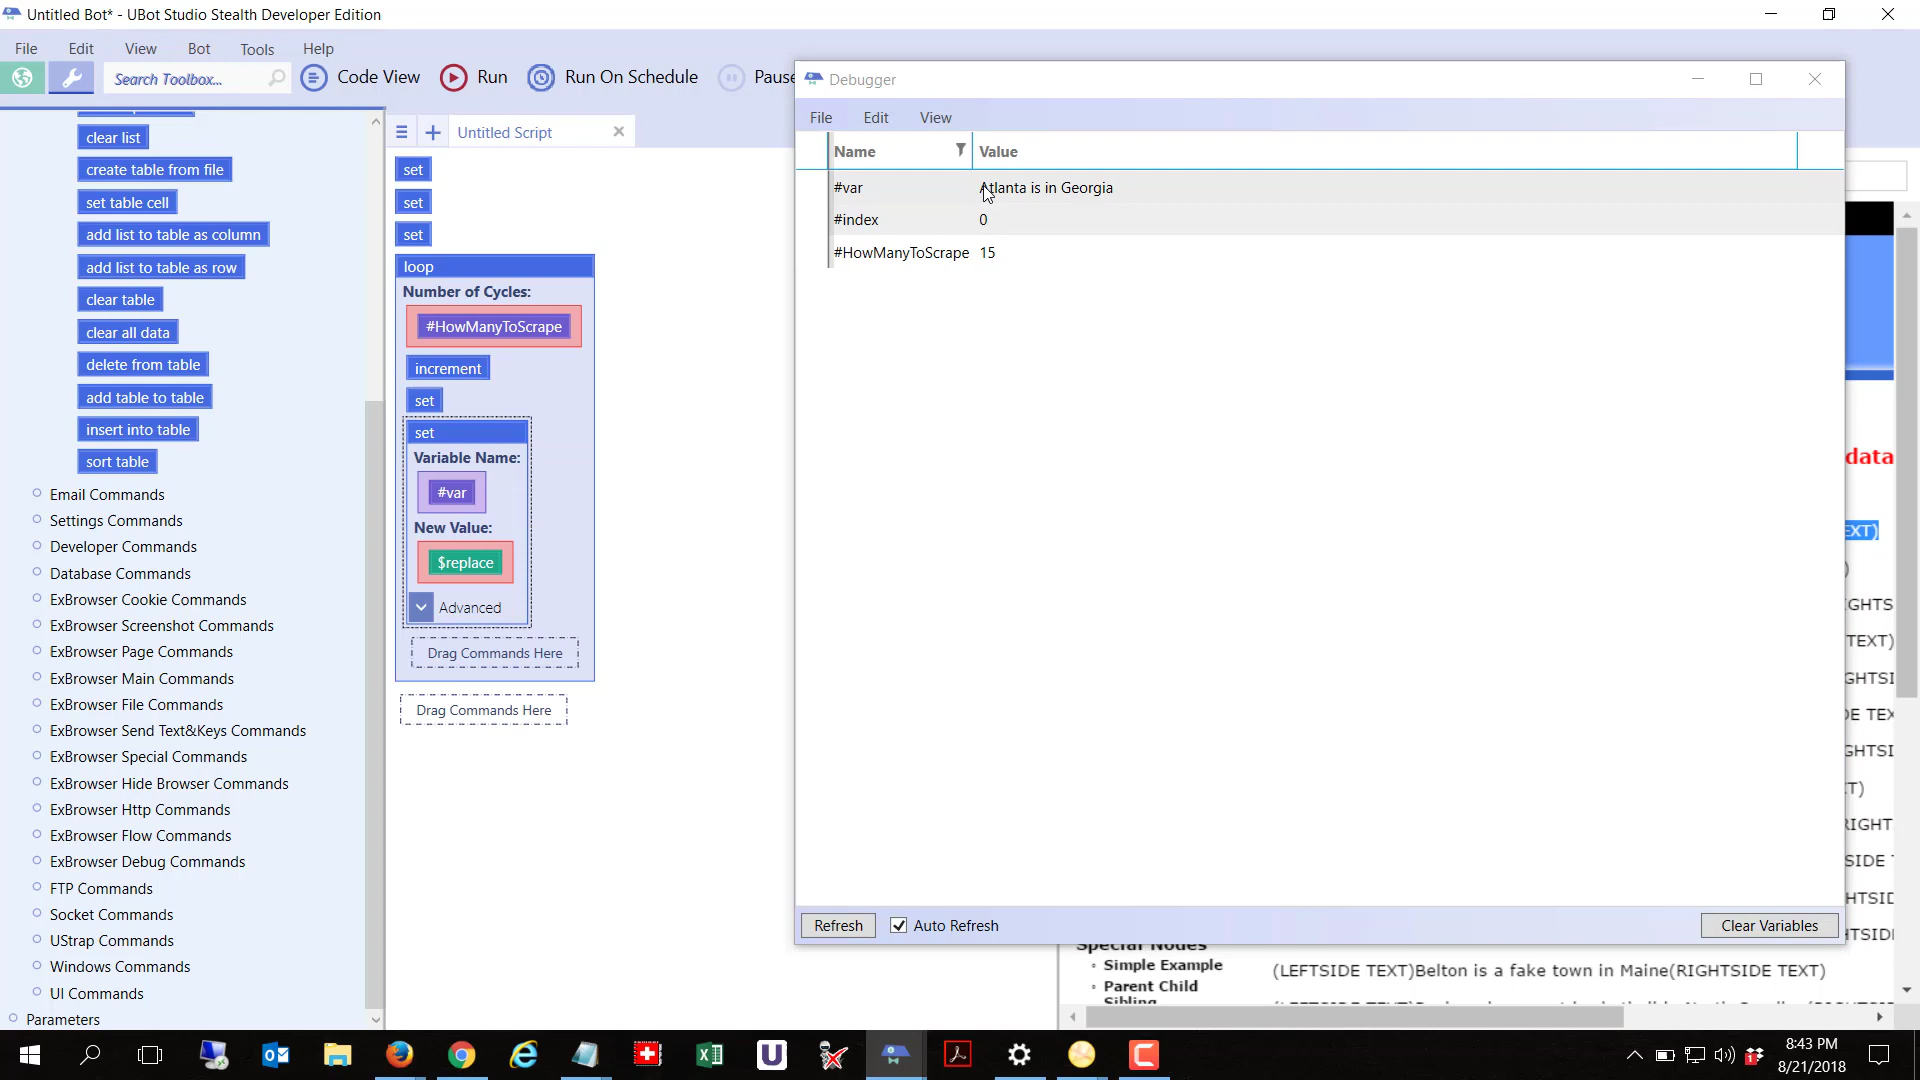 Untitled Bot* - UBot Studio Stealth Developer Edition
File Edit View Bot Tools Help
Search Toolbox... Code View Run Run On Schedule Pause
clear list
create table from file
set table cell
add list to table as column
add list to table as row
clear table
clear all data
delete from table
add table to table
insert into table
sort table
Email Commands
Settings Commands
Developer Commands
Database Commands
ExBrowser Cookie Commands
ExBrowser Screenshot Commands
ExBrowser Page Commands
ExBrowser Main Commands
ExBrowser File Commands
ExBrowser Send Text&Keys Commands
ExBrowser Special Commands
ExBrowser Hide Browser Commands
ExBrowser Http Commands
ExBrowser Flow Commands
ExBrowser Debug Commands
FTP Commands
Socket Commands
UStrap Commands
Windows Commands
UI Commands
Parameters
Untitled Script
set
set
set
loop
Number of Cycles:
#HowManyToScrape
increment
set
set
Variable Name:
#var
New Value:
$replace
Advanced
Drag Commands Here
Drag Commands Here
Debugger
File Edit View
Name Value
#var Atlanta is in Georgia
#index 0
#HowManyToScrape 15
Refresh Auto Refresh Clear Variables
data
EXT)
Special Nodes
Simple Example
Parent Child
Sibling
(LEFTSIDE TEXT)Belton is a fake town in Maine(RIGHTSIDE TEXT)
8:43 PM
8/21/2018